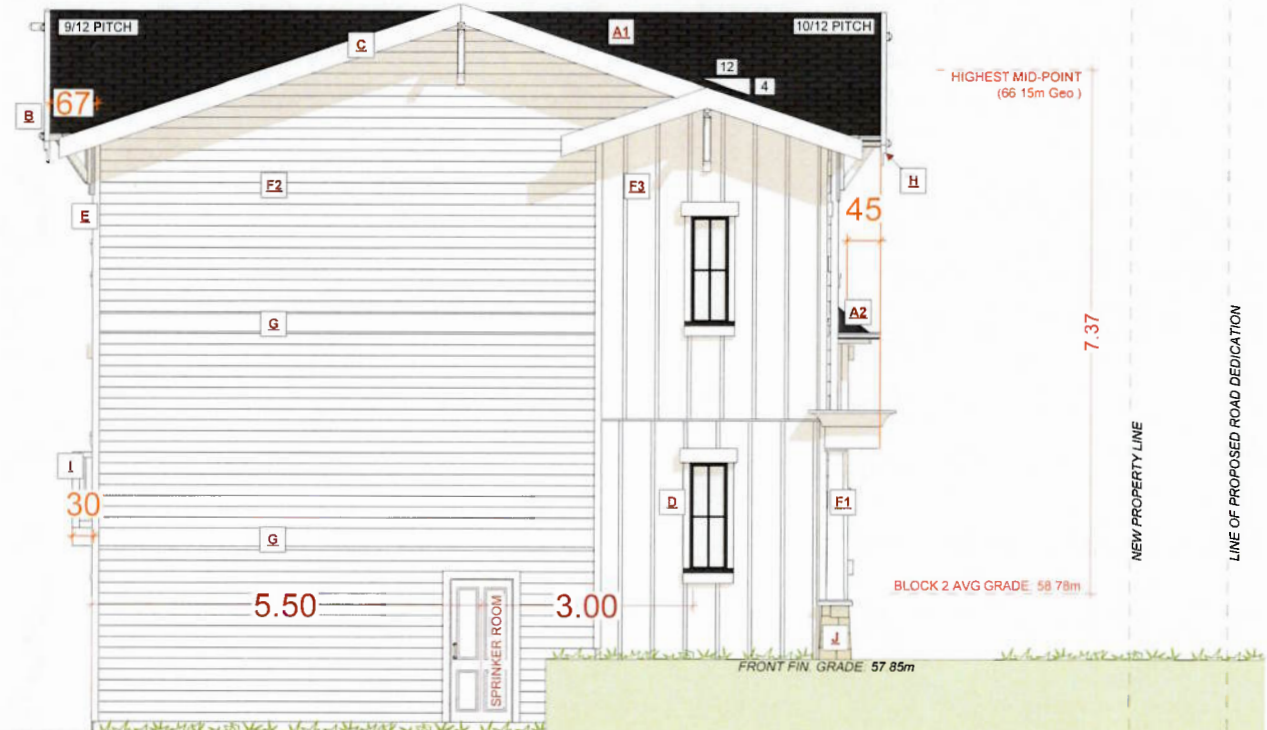 9/12 PITCH
10/12 PITCH
C
A1
12
4
HIGHEST MID-POINT
(66 15m Geo.)
67
B
F2
F3
H
E
45
G
A2
7.37
NEW PROPERTY LINE
LINE OF PROPOSED ROAD DEDICATION
I
30
D
F1
G
BLOCK 2 AVG GRADE: 58 78m
5.50
3.00
SPRINKER ROOM
J
FRONT FIN. GRADE: 57 85m